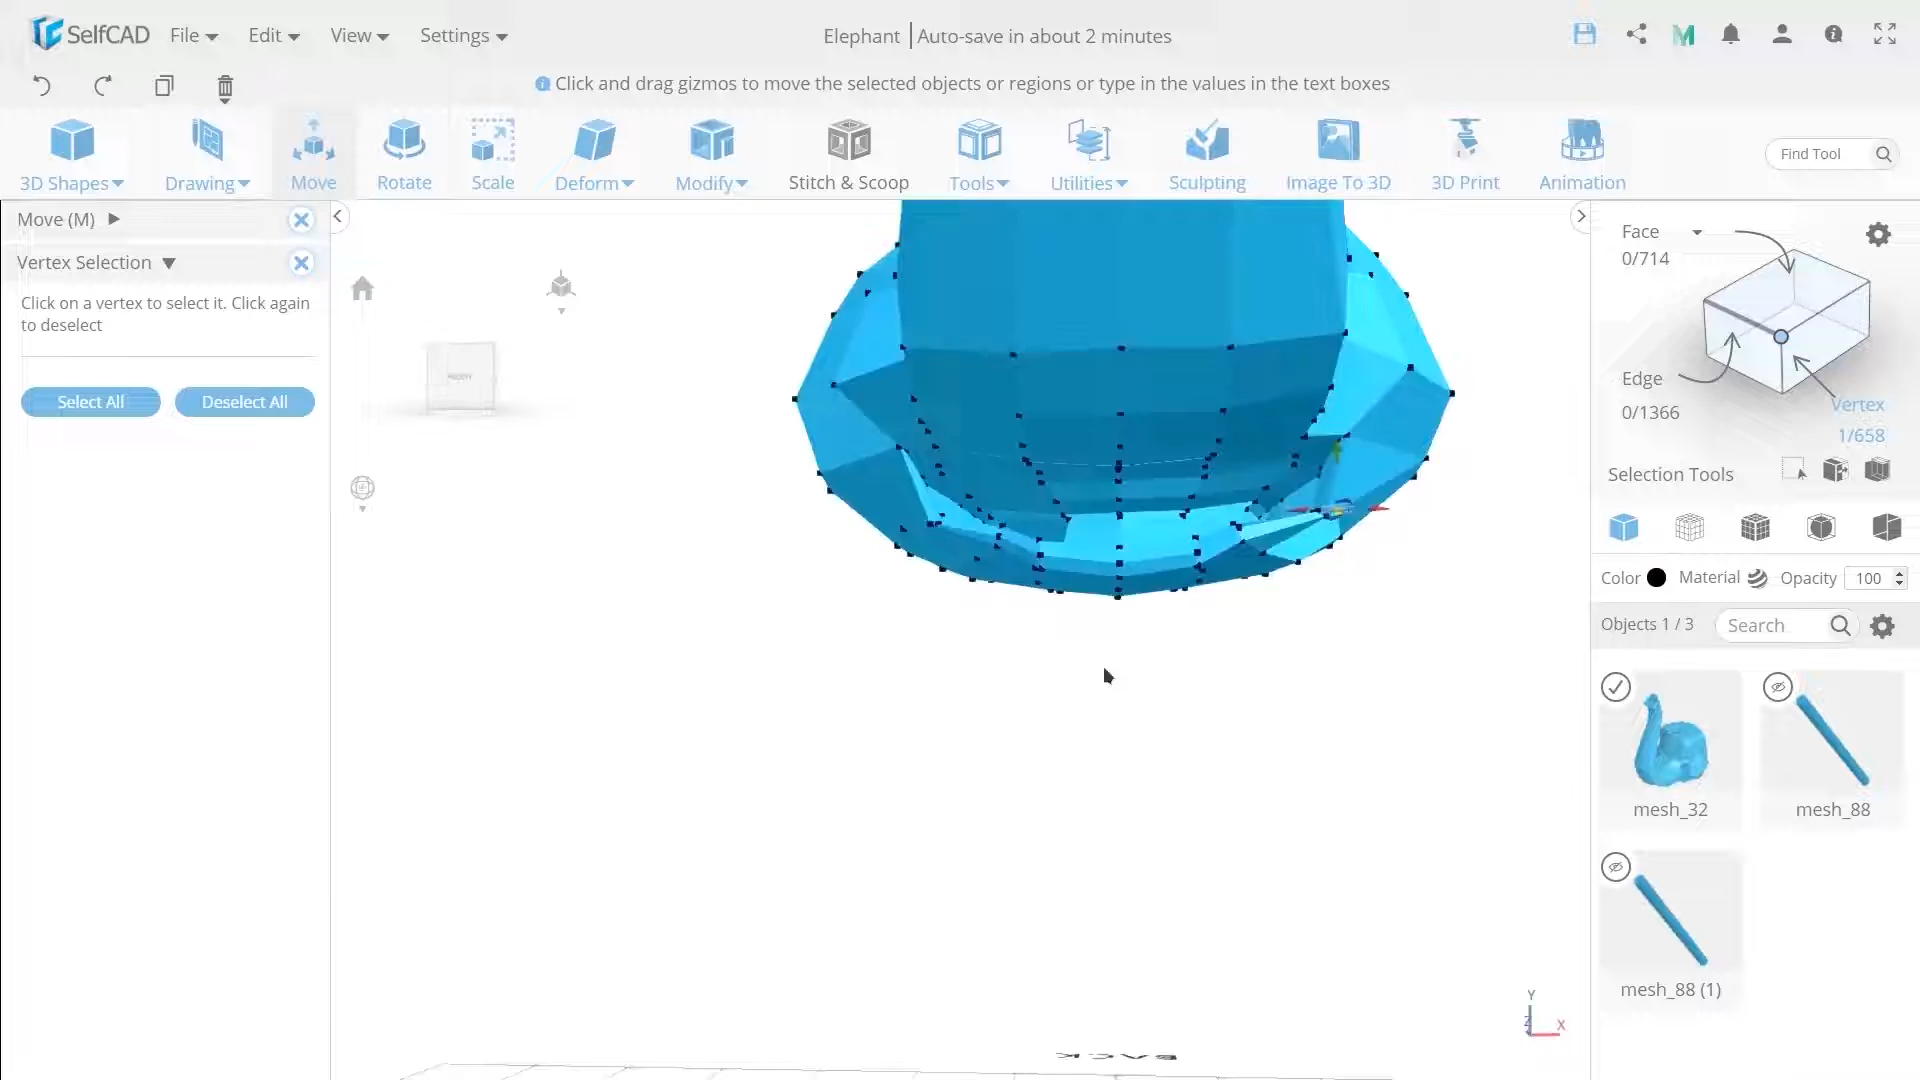 SelfCAD File Edit View Settings Elephant Auto-save in about 2 minutes
Click and drag gizmos to move the selected objects or regions or type in the values in the text boxes
3D Shapes Drawing Move Rotate Scale Deform Modify Stitch & Scoop Tools Utilities Sculpting Image To 3D 3D Print Animation Find Tool
Move (M)
Vertex Selection
Click on a vertex to select it. Click again
to deselect
Select All Deselect All
Face
0/714
Edge
0/1366
Vertex
1/658
Selection Tools
Color Material Opacity 100
Objects 1 / 3 Search
mesh_32 mesh_88
mesh_88 (1)
Y
Z X
BACK